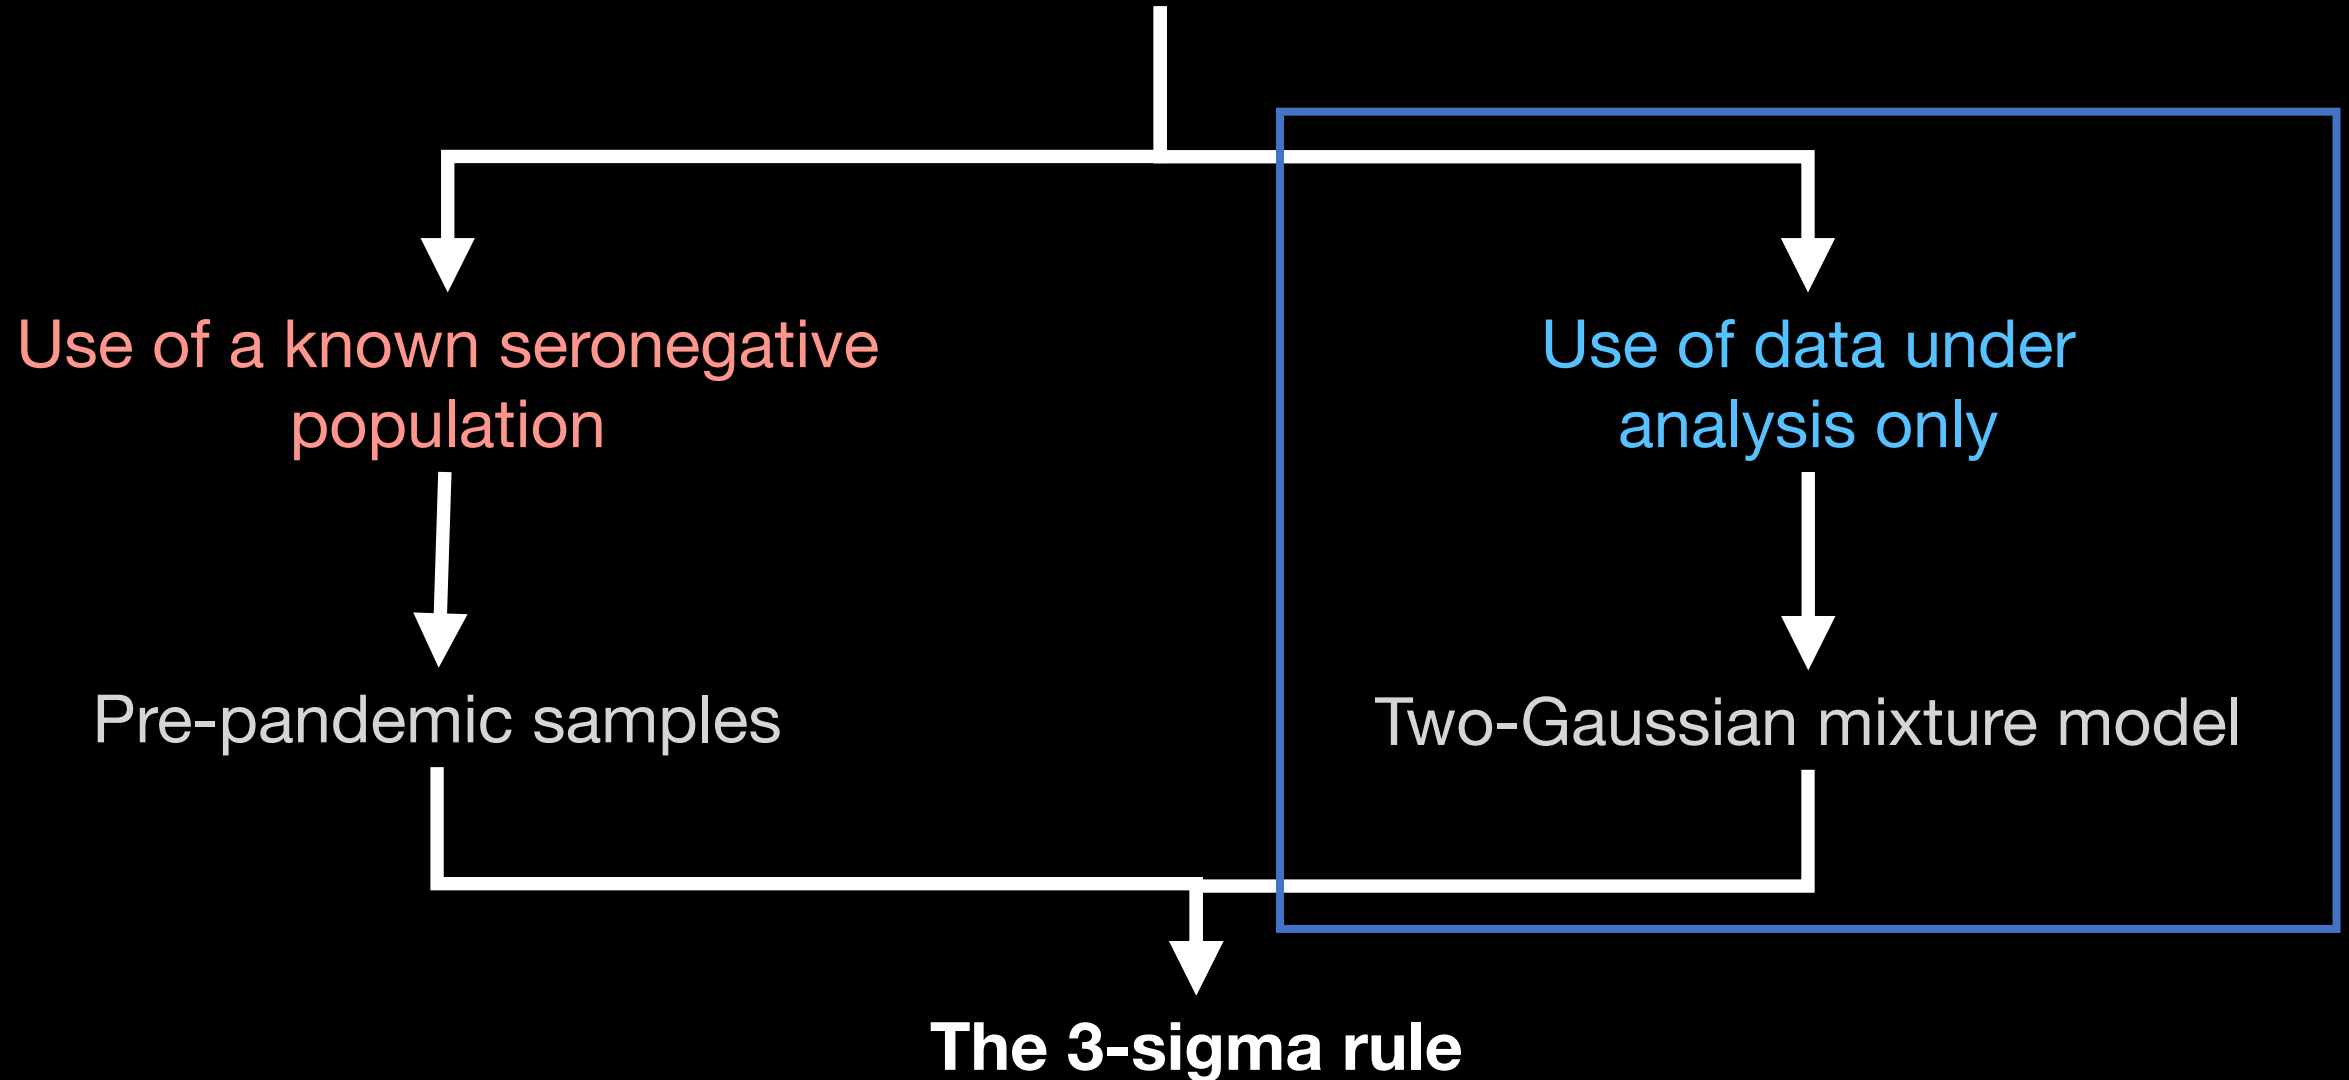 Use of a known seronegative
population
Use of data under
analysis only
Pre-pandemic samples
Two-Gaussian mixture model
The 3-sigma rule